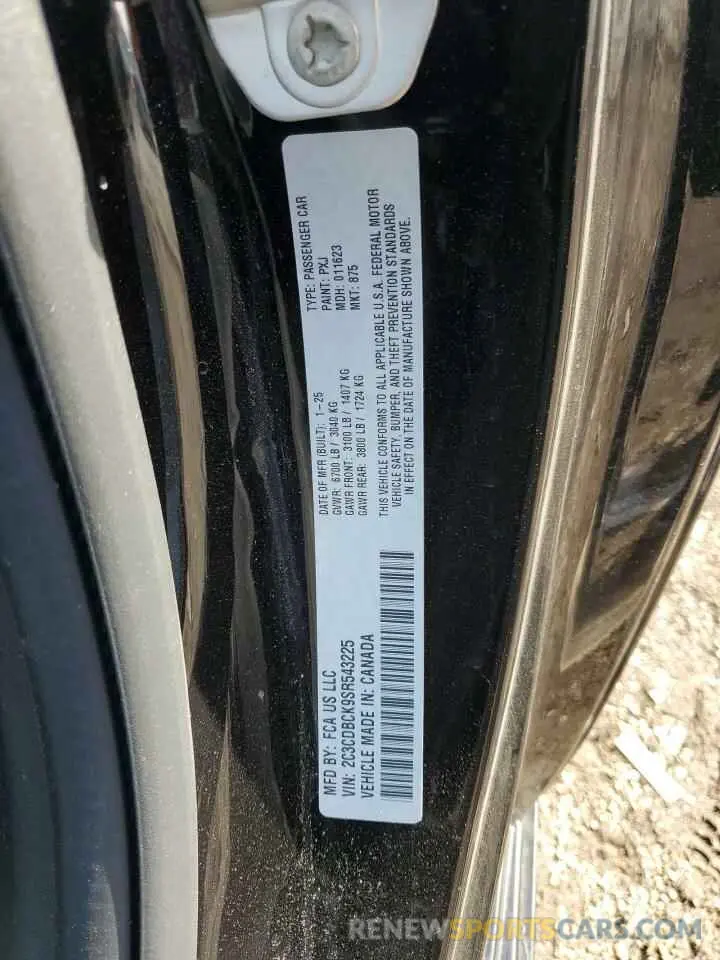 MFD BY: FCA US LLC
VIN: 2C3CDBCK9SR543225
VEHICLE MADE IN: CANADA
DATE OF MFR (BUILT): 1-25
GVWR: 6700 LB / 3040 KG
GAWR FRONT: 3100 LB / 1407 KG
GAWR REAR: 3800 LB / 1724 KG
TYPE: PASSENGER CAR
PAINT: PXJ
MDH: 011623
MKT: 875
THIS VEHICLE CONFORMS TO ALL APPLICABLE U.S.A. FEDERAL MOTOR
VEHICLE SAFETY, BUMPER, AND THEFT PREVENTION STANDARDS
IN EFFECT ON THE DATE OF MANUFACTURE SHOWN ABOVE.
RENEWSPORTSCARS.COM